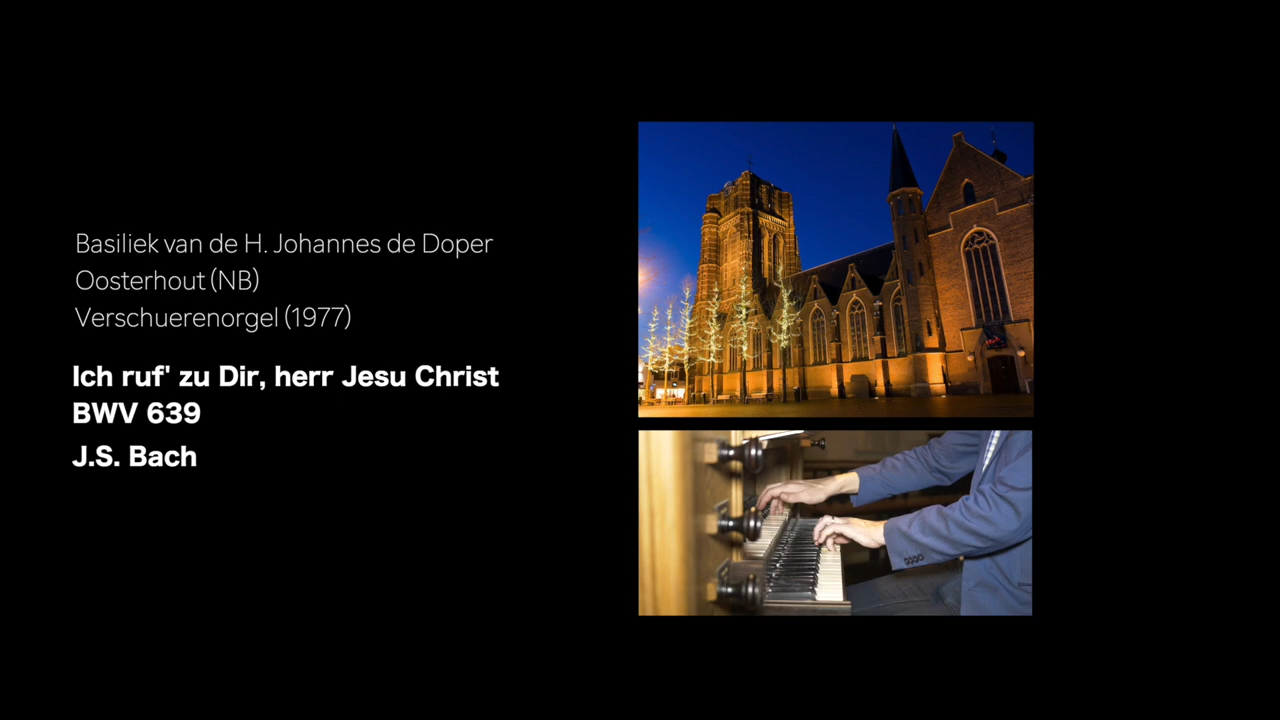 Basiliek van de H. Johannes de Doper
Oosterhout (NB)
Verschuerenorgel (1977)
Ich ruf' zu Dir, herr Jesu Christ
BWV 639
J.S. Bach